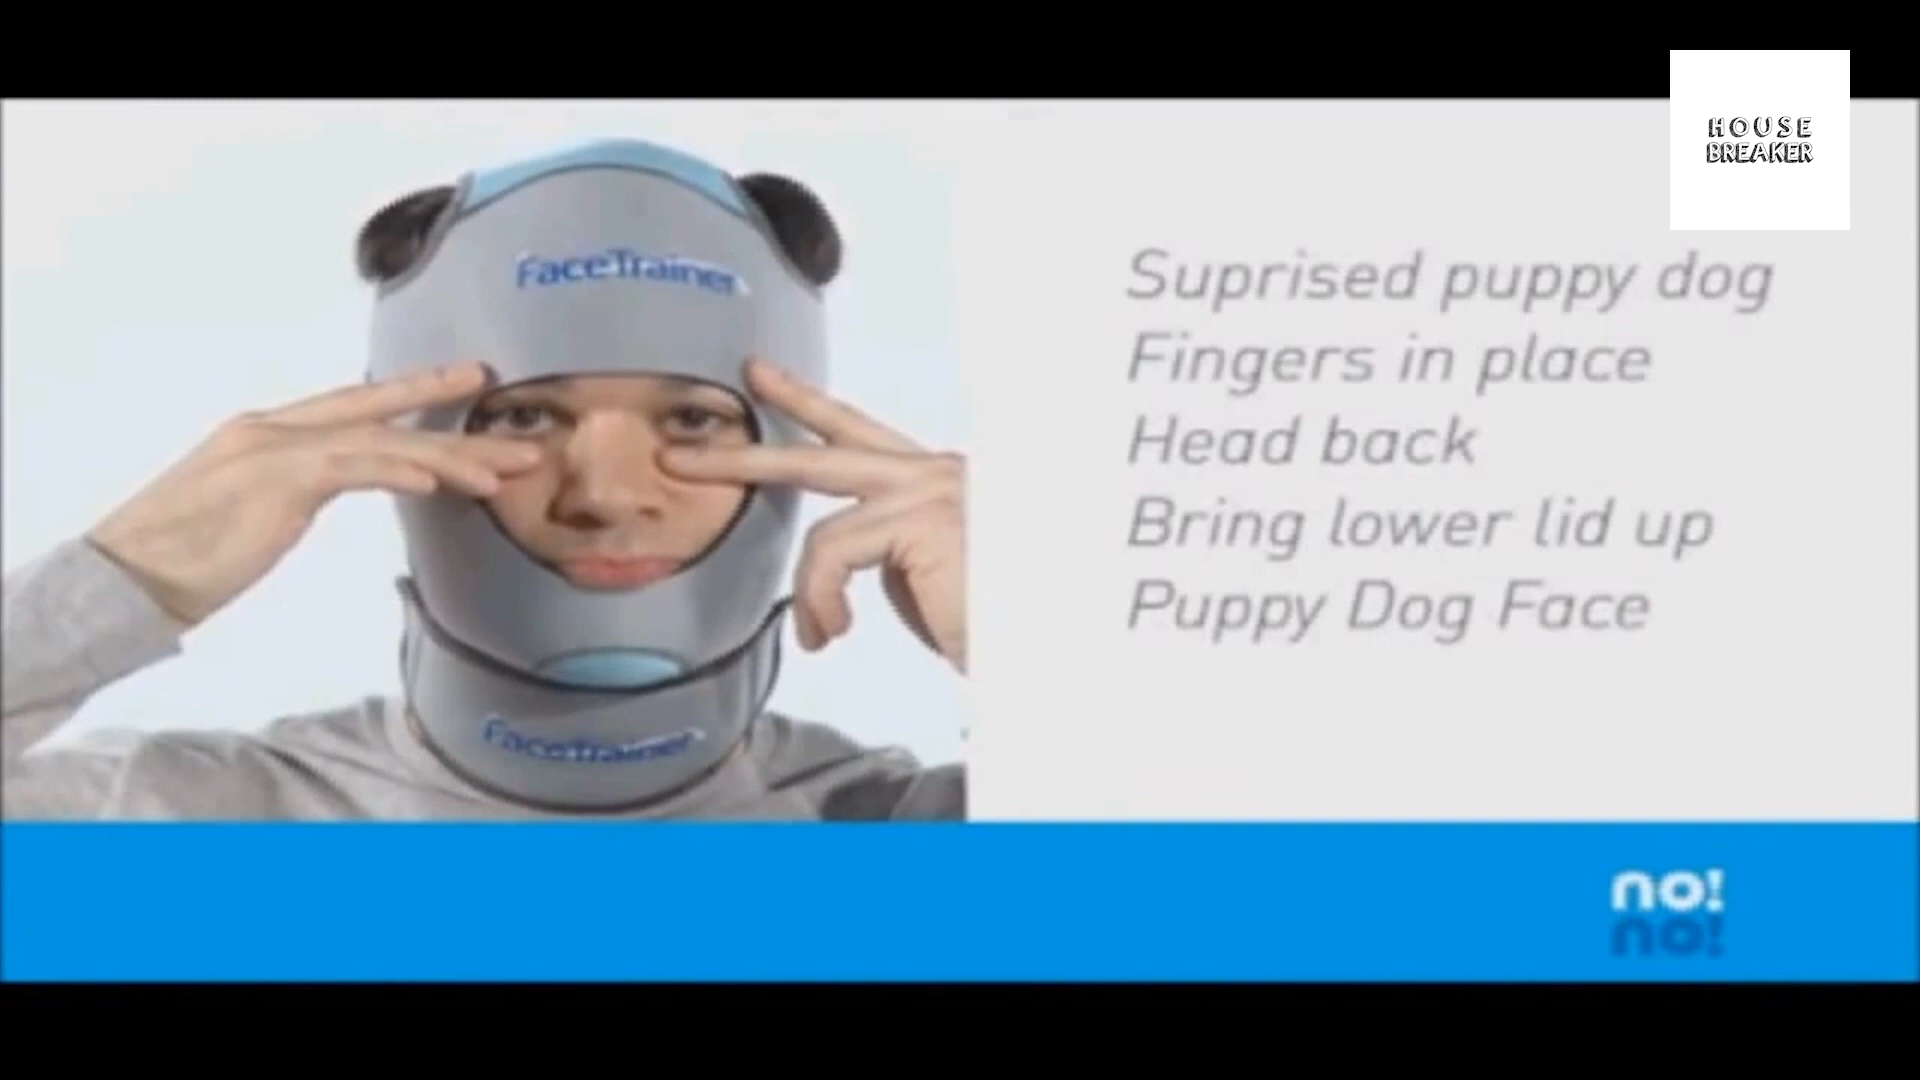 HOUSE
BREAKER
FaceTrainer
Suprised puppy dog
Fingers in place
Head back
Bring lower lid up
Puppy Dog Face
FaceTrainer
no!
no!